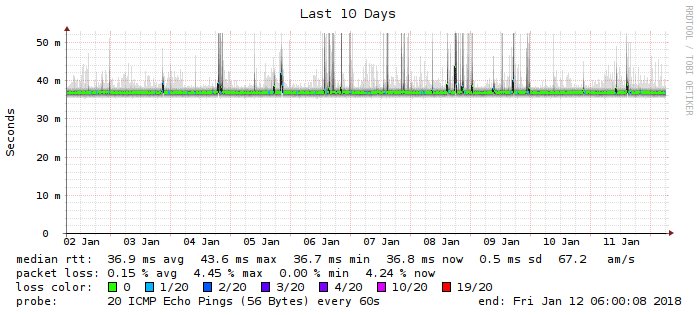 Last 10 Days
RRDTOOL / TOBI OETIKER
Seconds
50 m
40 m
30 m
20 m
10 m
0
02 Jan 03 Jan 04 Jan 05 Jan 06 Jan 07 Jan 08 Jan 09 Jan 10 Jan 11 Jan
median rtt: 36.9 ms avg 43.6 ms max 36.7 ms min 36.8 ms now 0.5 ms sd 67.2 am/s
packet loss: 0.15 % avg 4.45 % max 0.00 % min 4.24 % now
loss color: 0 1/20 2/20 3/20 4/20 10/20 19/20
probe: 20 ICMP Echo Pings (56 Bytes) every 60s end: Fri Jan 12 06:00:08 2018